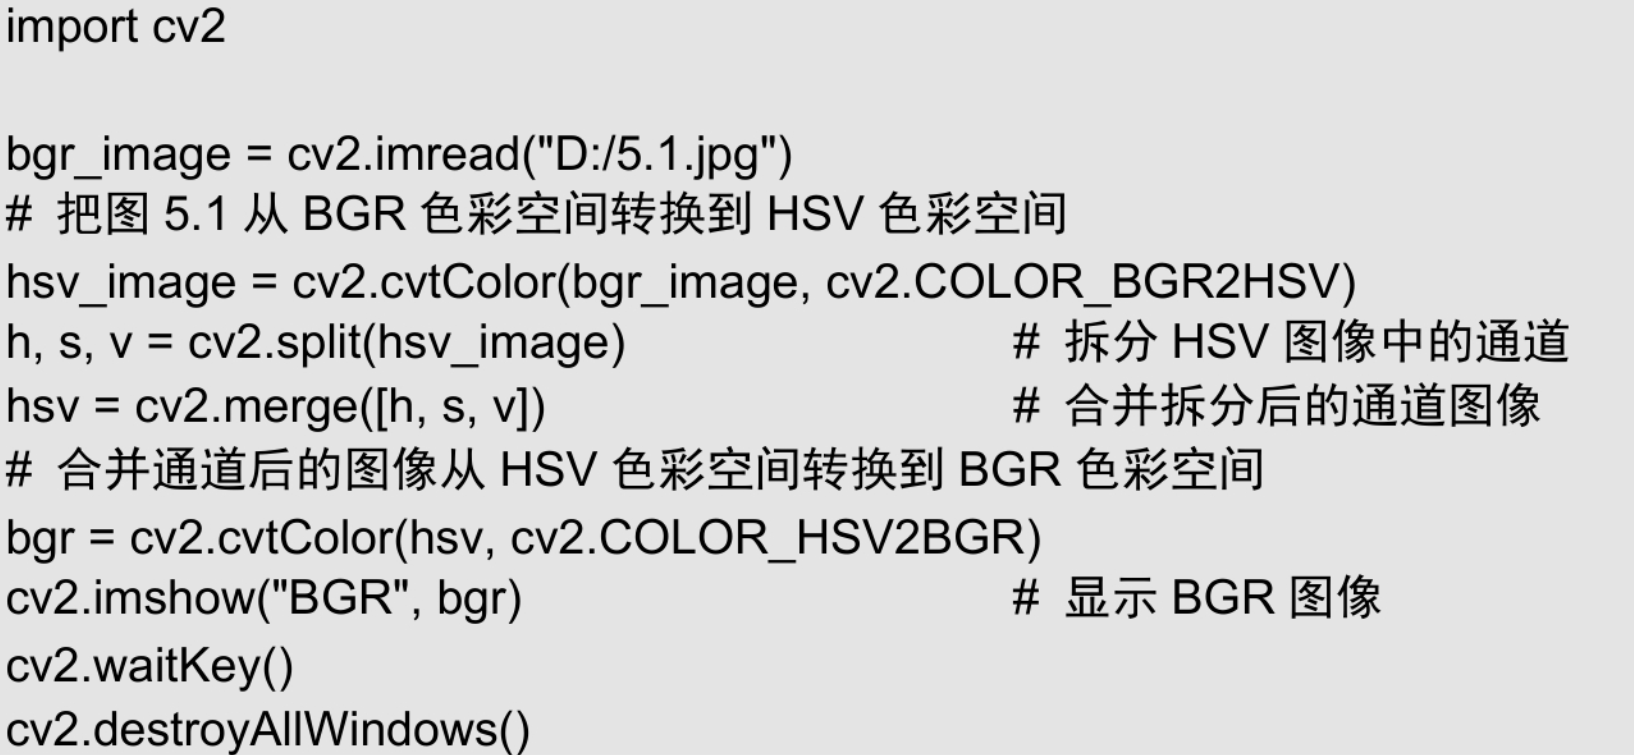 import cv2
bgr_image = cv2.imread("D:/5.1.jpg")
# 把图 5.1 从 BGR 色彩空间转换到 HSV 色彩空间
hsv_image = cv2.cvtColor(bgr_image, cv2.COLOR_BGR2HSV)
h, s, v = cv2.split(hsv_image) # 拆分 HSV 图像中的通道
hsv = cv2.merge([h, s, v]) # 合并拆分后的通道图像
# 合并通道后的图像从 HSV 色彩空间转换到 BGR 色彩空间
bgr = cv2.cvtColor(hsv, cv2.COLOR_HSV2BGR)
cv2.imshow("BGR", bgr) # 显示 BGR 图像
cv2.waitKey()
cv2.destroyAllWindows()